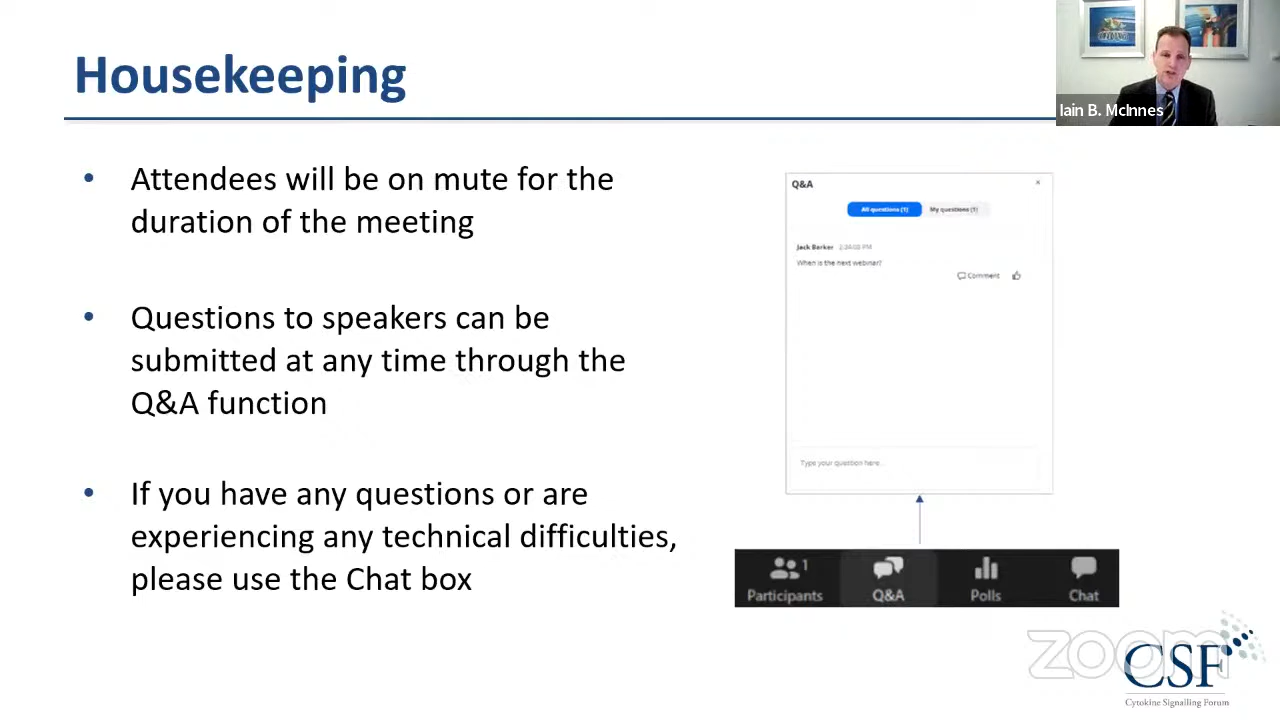 Housekeeping
Iain B. McInnes
• Attendees will be on mute for the
duration of the meeting
• Questions to speakers can be
submitted at any time through the
Q&A function
• If you have any questions or are
experiencing any technical difficulties,
please use the Chat box
Q&A
All questions (1) My questions (1)
Jack Barker
When is the next webinar?
Comment
Type your question here...
1
Participants Q&A Polls Chat
zoom
CSF
Cytokine Signalling Forum